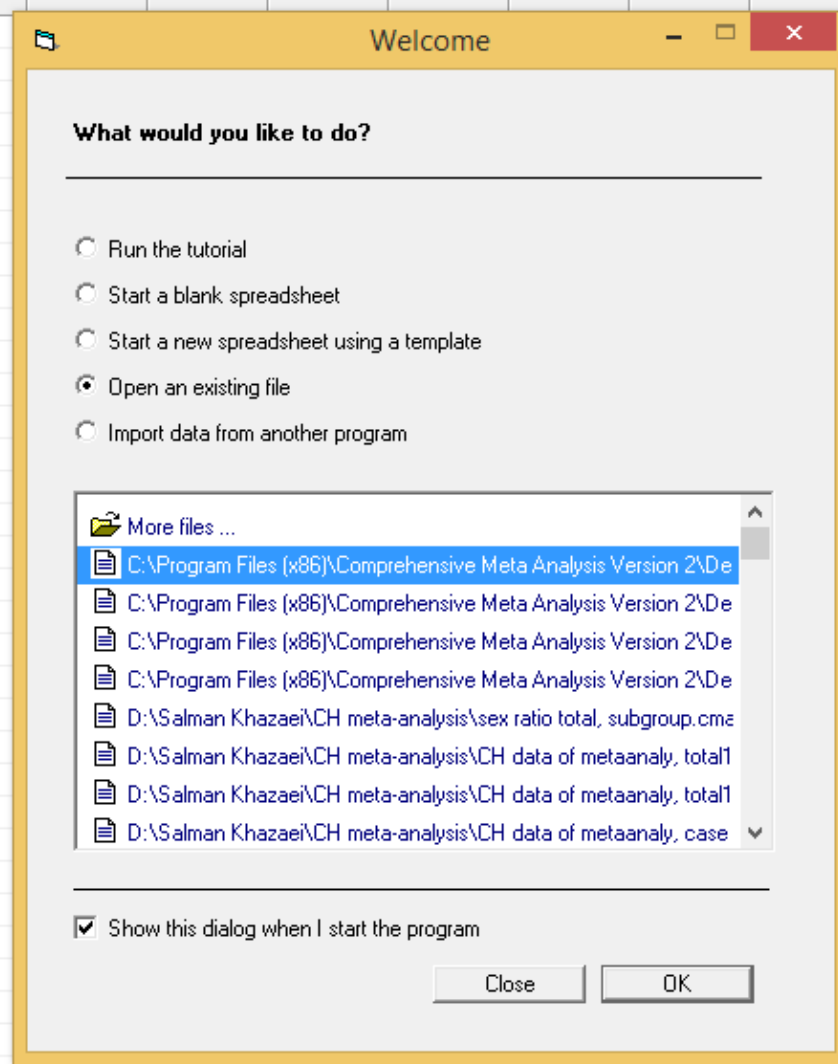 Welcome
What would you like to do?
Run the tutorial
Start a blank spreadsheet
Start a new spreadsheet using a template
Open an existing file
Import data from another program
More files ...
C:\Program Files (x86)\Comprehensive Meta Analysis Version 2\De
C:\Program Files (x86)\Comprehensive Meta Analysis Version 2\De
C:\Program Files (x86)\Comprehensive Meta Analysis Version 2\De
C:\Program Files (x86)\Comprehensive Meta Analysis Version 2\De
D:\Salman Khazaei\CH meta-analysis\sex ratio total, subgroup.cma
D:\Salman Khazaei\CH meta-analysis\CH data of metaanaly, total1
D:\Salman Khazaei\CH meta-analysis\CH data of metaanaly, total1
D:\Salman Khazaei\CH meta-analysis\CH data of metaanaly, case
Show this dialog when I start the program
Close OK